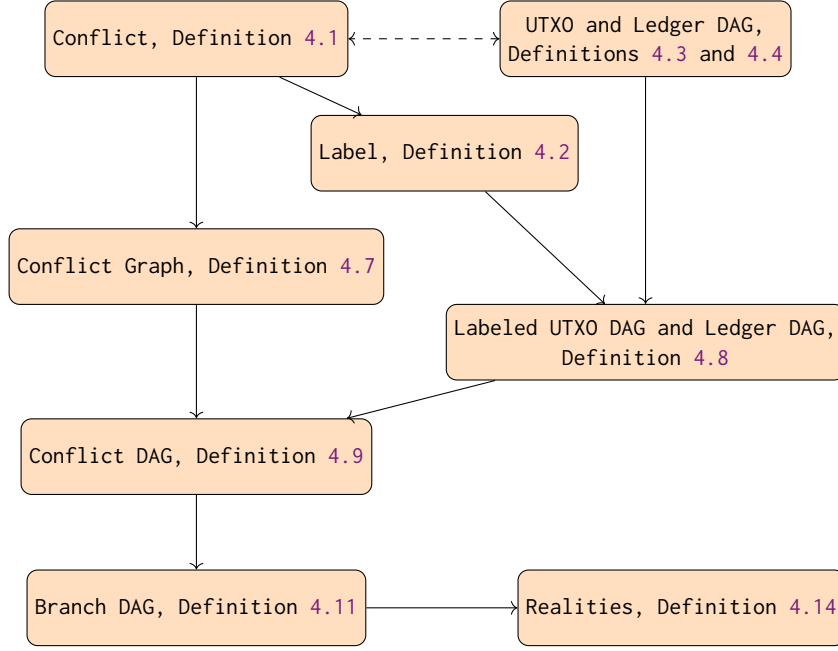 Conflict, Definition 4.1
UTXO and Ledger DAG,
Definitions 4.3 and 4.4
Label, Definition 4.2
Conflict Graph, Definition 4.7
Labeled UTXO DAG and Ledger DAG,
Definition 4.8
Conflict DAG, Definition 4.9
Branch DAG, Definition 4.11
Realities, Definition 4.14